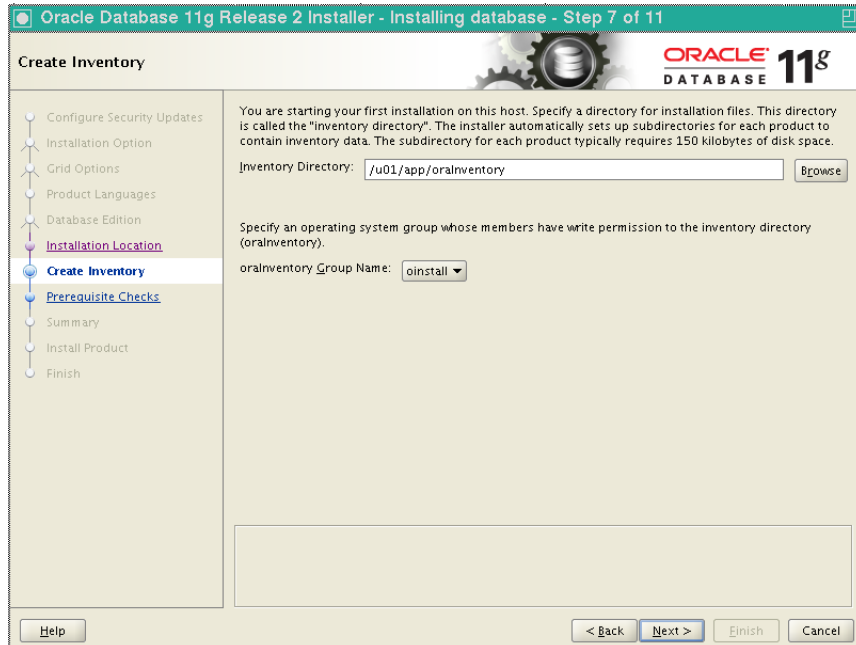 Oracle Database 11g Release 2 Installer - Installing database - Step 7 of 11
Create Inventory
ORACLE
DATABASE 11g
Configure Security Updates
Installation Option
Grid Options
Product Languages
Database Edition
Installation Location
Create Inventory
Prerequisite Checks
Summary
Install Product
Finish
You are starting your first installation on this host. Specify a directory for installation files. This directory
is called the "inventory directory". The installer automatically sets up subdirectories for each product to
contain inventory data. The subdirectory for each product typically requires 150 kilobytes of disk space.
Inventory Directory: /u01/app/oraInventory Browse
Specify an operating system group whose members have write permission to the inventory directory
(oraInventory).
oraInventory Group Name: oinstall
Help < Back Next > Finish Cancel